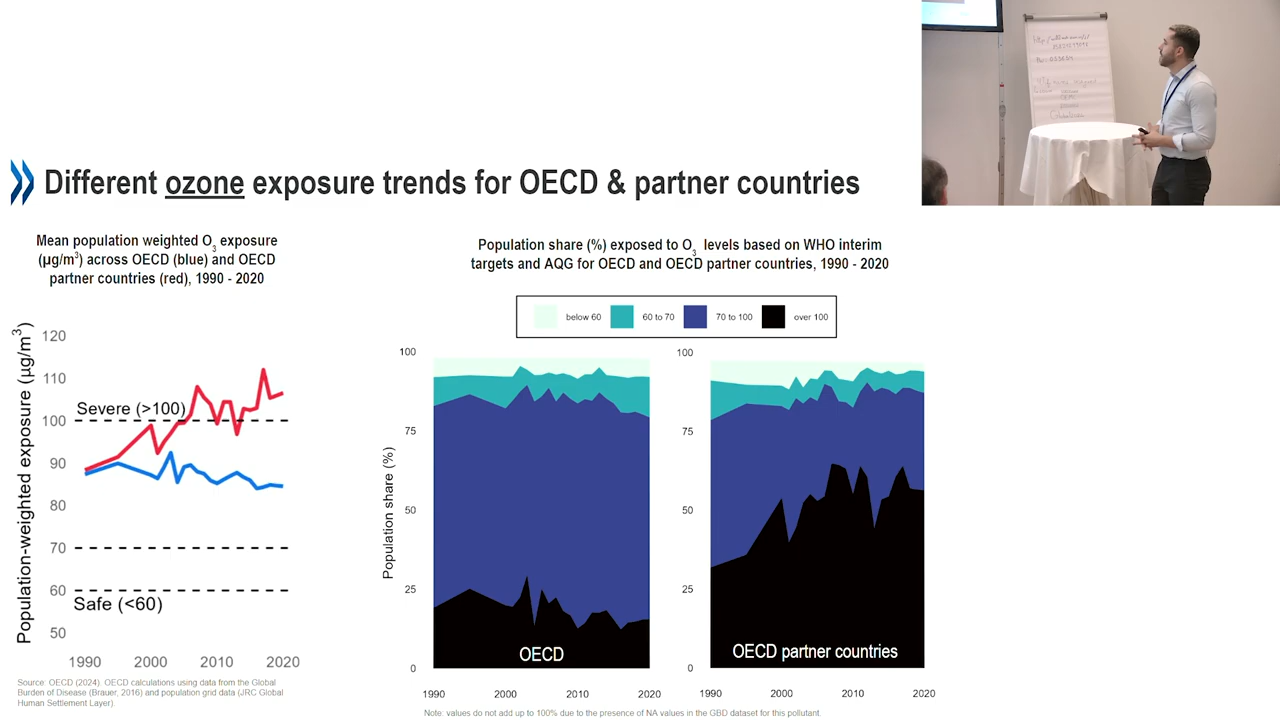 Different ozone exposure trends for OECD & partner countries
Mean population weighted O3 exposure
(µg/m³) across OECD (blue) and OECD
partner countries (red), 1990 - 2020
Population-weighted exposure (µg/m³)
120
110
100
90
80
70
60
50
Severe (>100)
Safe (<60)
1990
2000
2010
2020
Source: OECD (2024). OECD calculations using data from the Global
Burden of Disease (Brauer, 2016) and population grid data (JRC Global
Human Settlement Layer).
Population share (%) exposed to O3 levels based on WHO interim
targets and AQG for OECD and OECD partner countries, 1990 - 2020
below 60
60 to 70
70 to 100
over 100
Population share (%)
100
75
50
25
0
OECD
1990
2000
2010
2020
100
75
50
25
0
OECD partner countries
1990
2000
2010
2020
Note: values do not add up to 100% due to the presence of NA values in the GBD dataset for this pollutant.